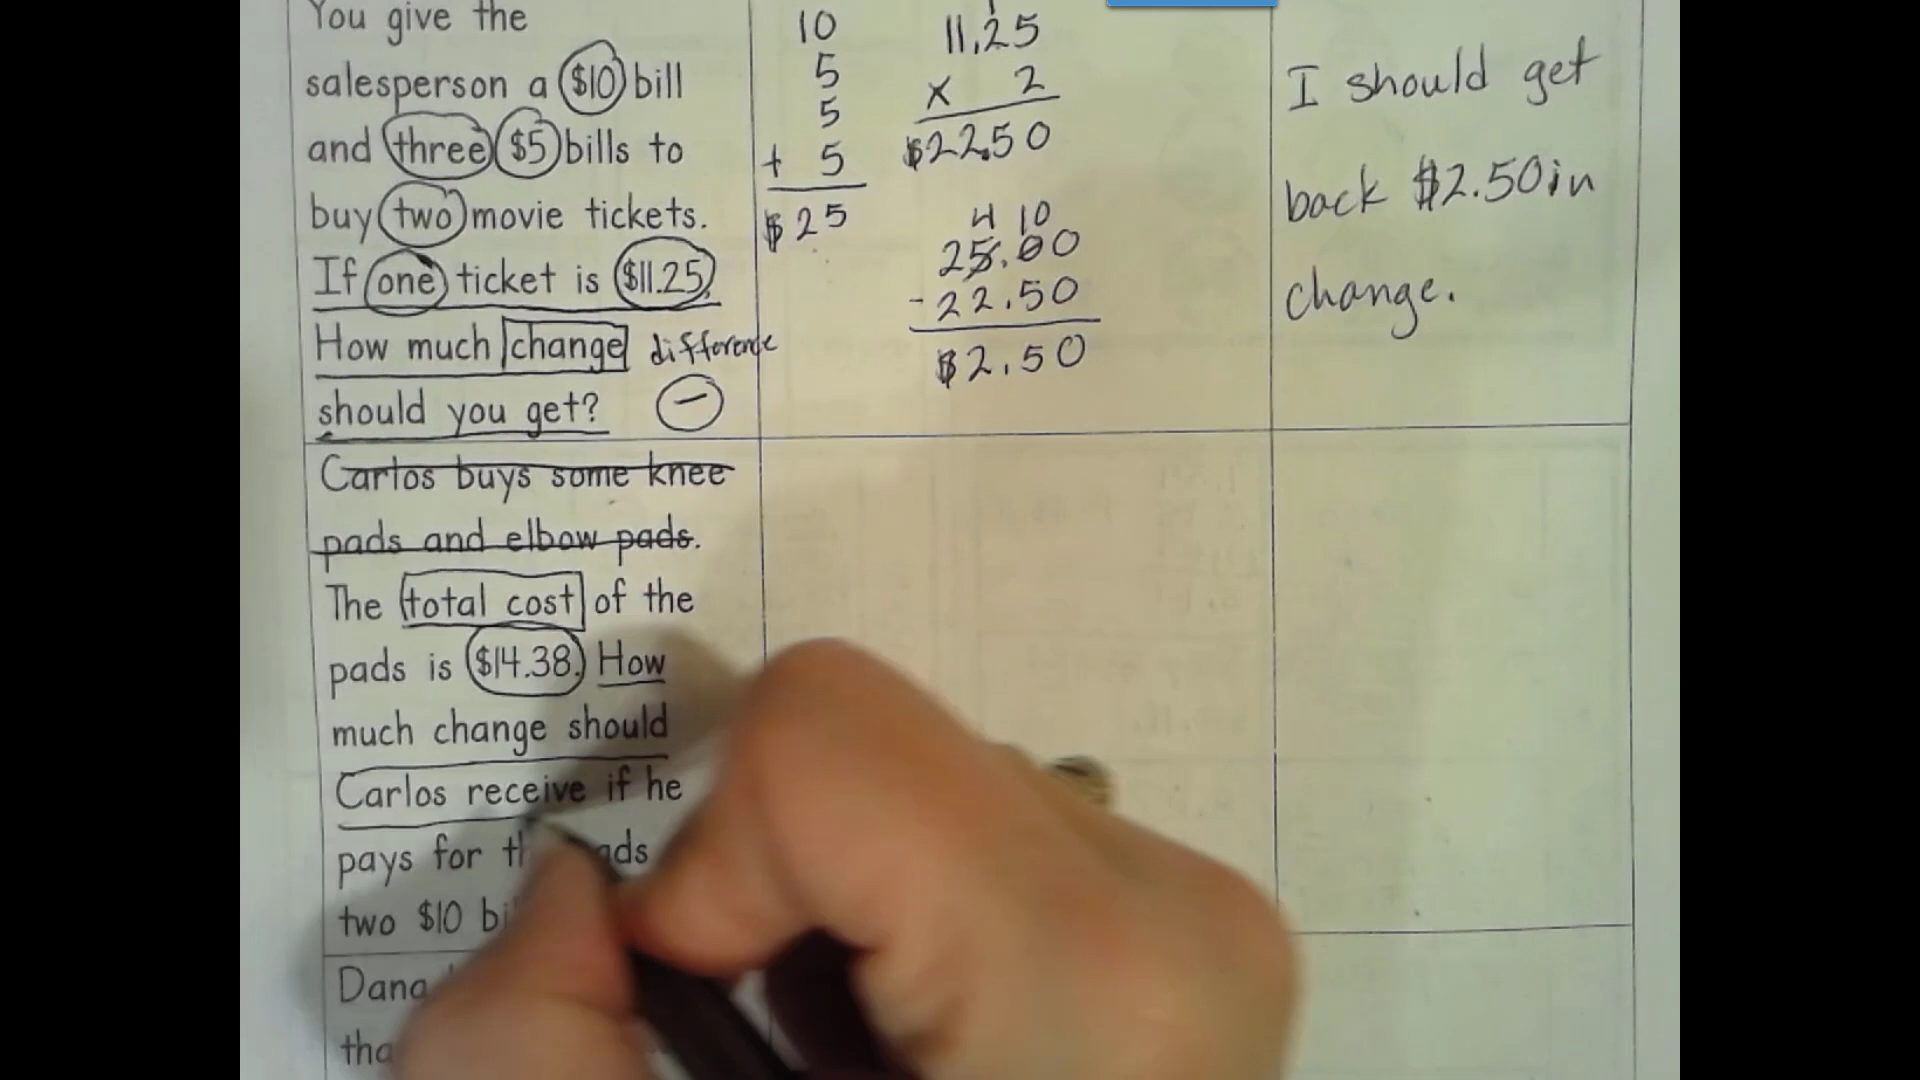 You give the
salesperson a $10 bill
and three $5 bills to
buy two movie tickets.
If one ticket is $11.25,
How much change difference
should you get? −
10
5
5
+ 5
$25
1
11.25
x 2
$22.50
4 10
25.00
- 22.50
$2.50
I should get
back $2.50 in
change.
Carlos buys some knee
pads and elbow pads.
The total cost of the
pads is $14.38. How
much change should
Carlos receive if he
pays for
two $10
Dana